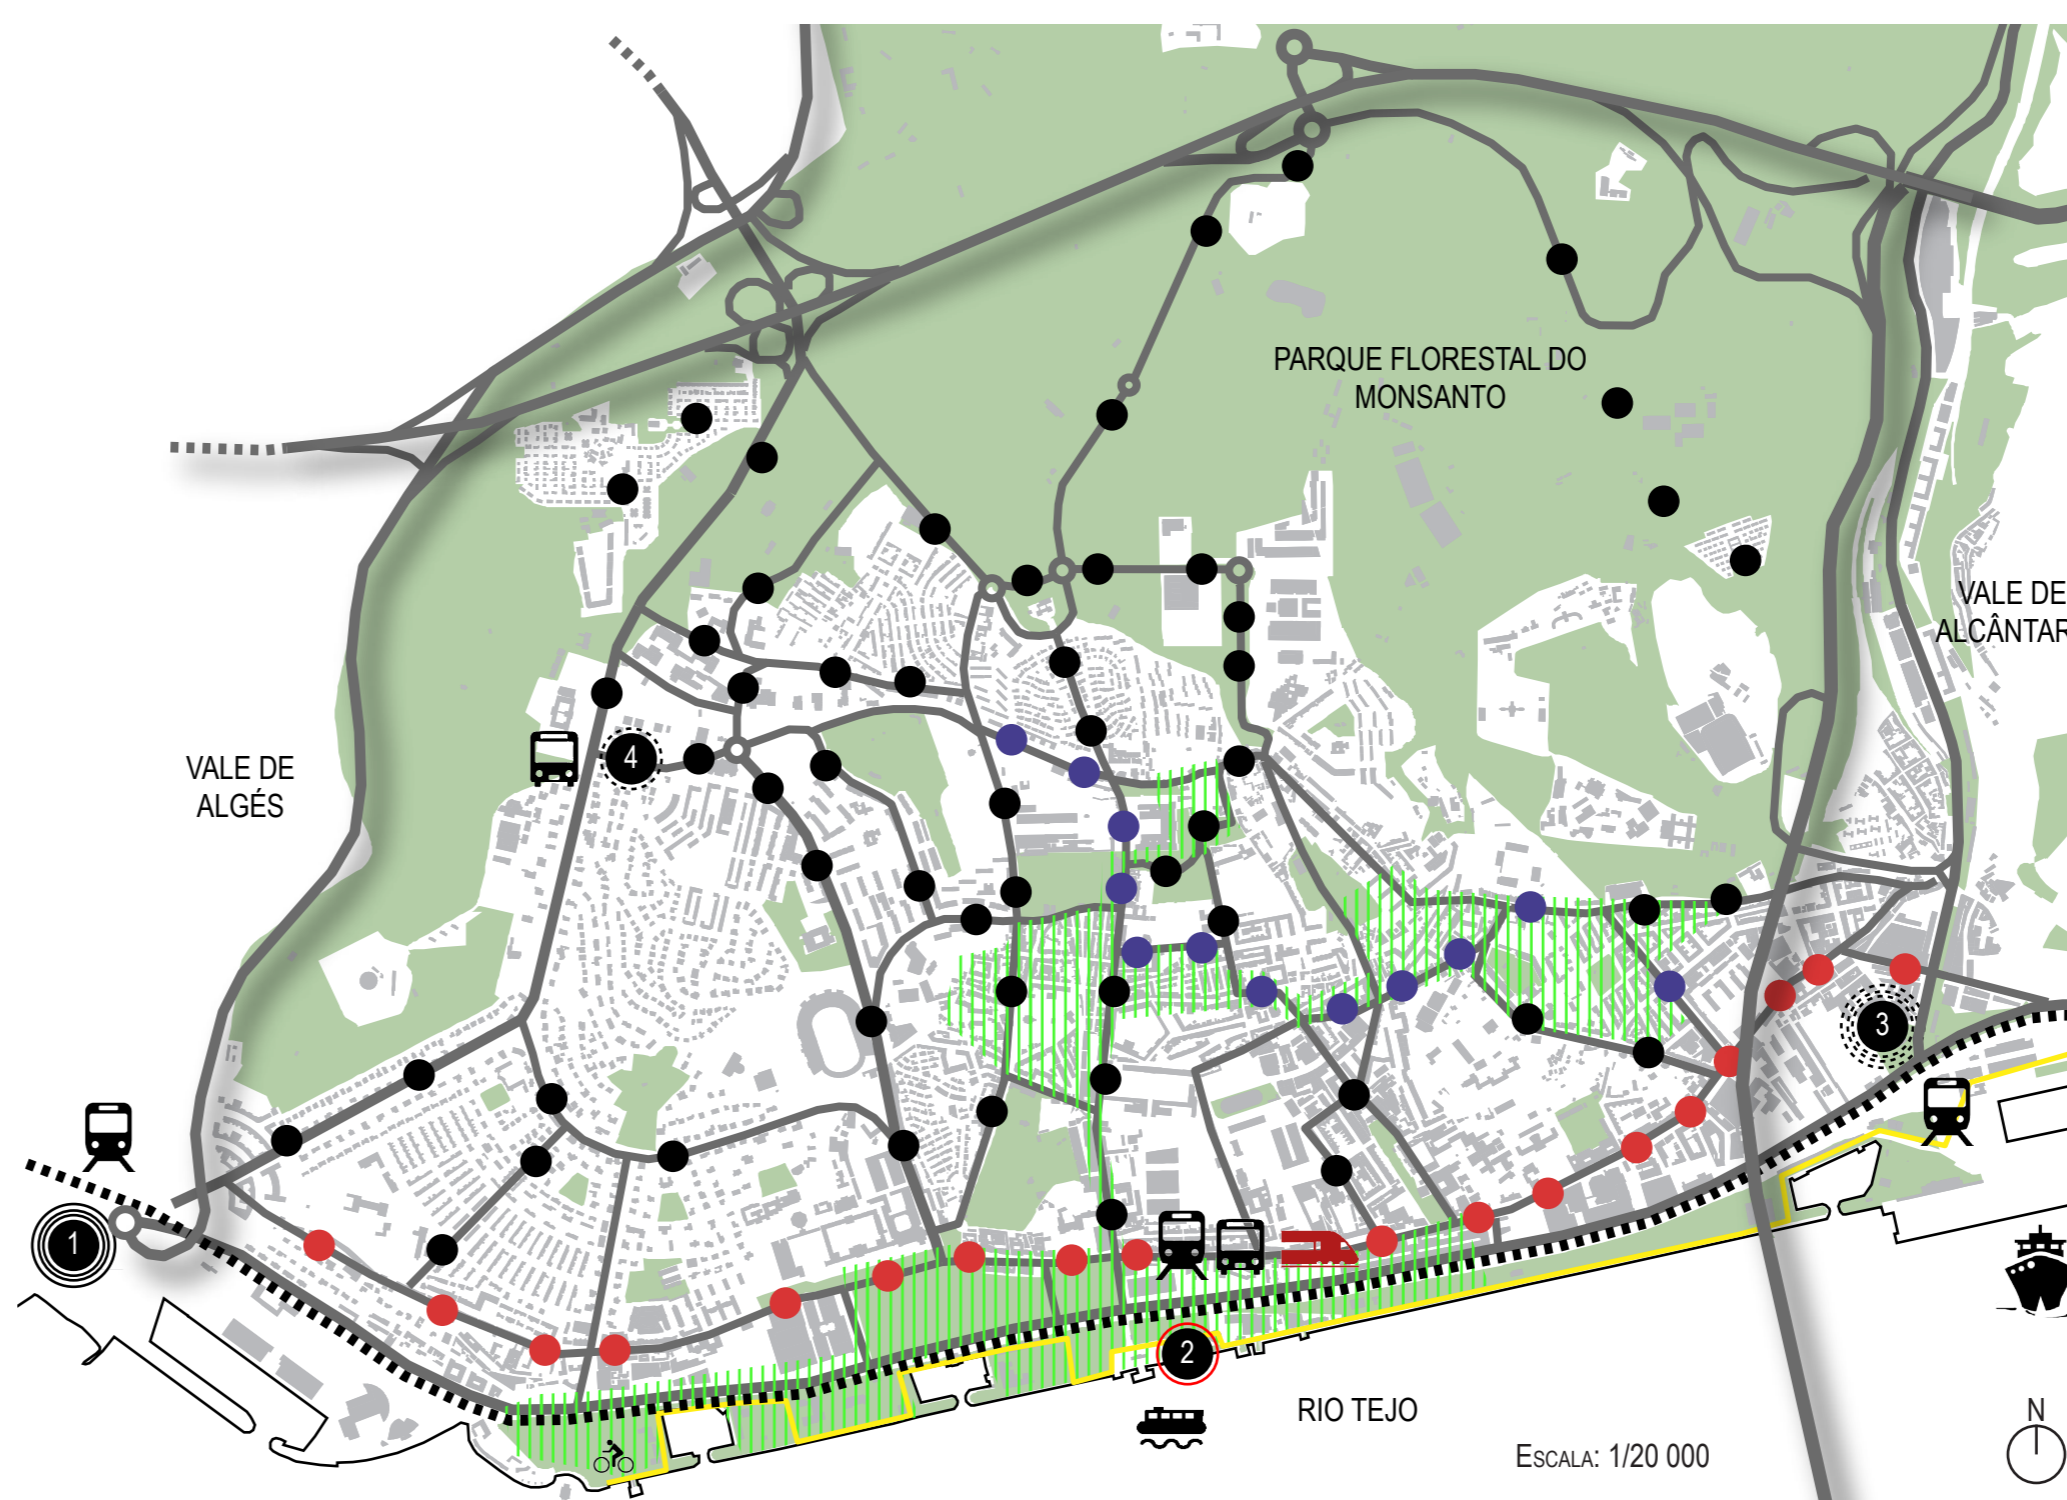 PARQUE FLORESTAL DO
MONSANTO
VALE DE
ALCÂNTAR
VALE DE
ALGÉS
4
3
1
2
RIO TEJO
N
ESCALA: 1/20 000